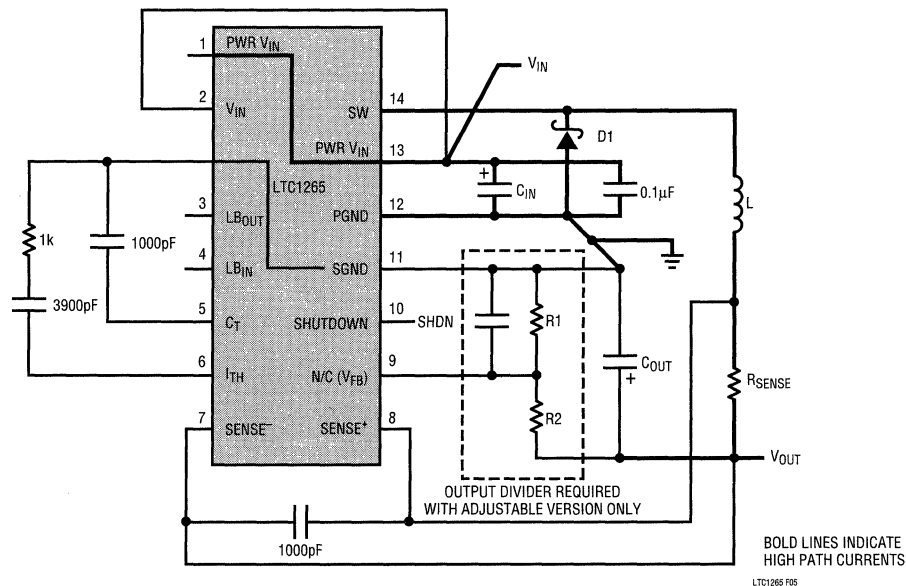 1 PWR VIN
VIN
2 VIN
14 SW
D1
PWR VIN 13
LTC1265
+ CIN
0.1µF
L
3 LBOUT
PGND 12
1k
1000pF
4 LBIN
SGND 11
3900pF
5 CT
SHUTDOWN 10 SHDN
R1
6 ITH
N/C (VFB) 9
COUT
+
RSENSE
R2
7 SENSE–
SENSE+ 8
VOUT
OUTPUT DIVIDER REQUIRED
WITH ADJUSTABLE VERSION ONLY
1000pF
BOLD LINES INDICATE
HIGH PATH CURRENTS
LTC1265 F05